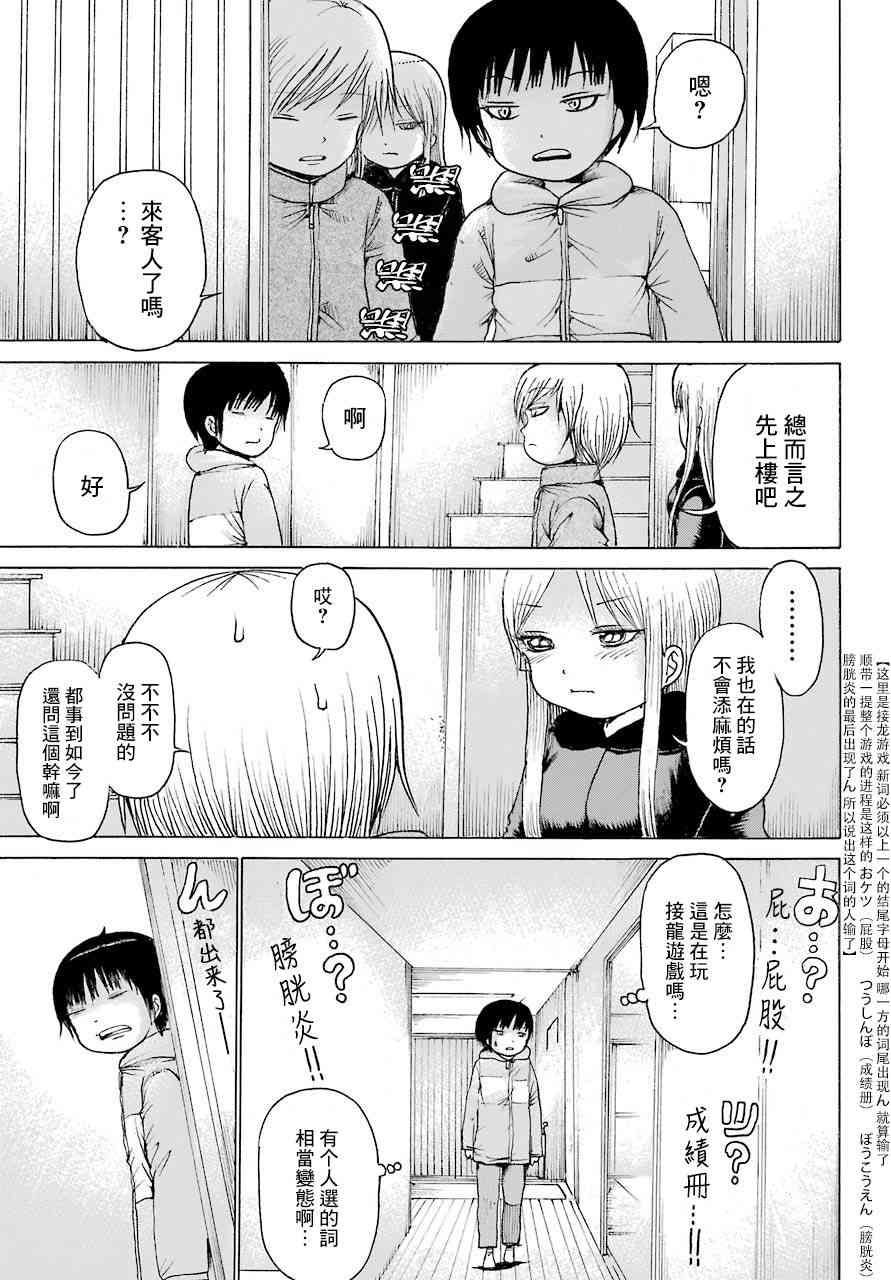 嗯?
來客人了嗎
…?
總而言之
先上樓吧
啊
好
………
我也在的話
不會添麻煩嗎?
哎?
不不不
沒問題的
都事到如今了
還問這個幹嘛啊
お…?
屁…屁股!!
怎麼…
這是在玩
接龍遊戲嗎…
つ…?
成績冊…!!
ぼ…?
膀胱炎!!
有个人選的詞
相當變態啊…
ん
都出来了—
【这里是接龙游戏 新词必须以上一个的结尾字母开始 哪一方的词尾出现ん 就算输了
顺带一提整个游戏的进程是这样的 おケツ（屁股） つうしんぼ（成绩册） ぼうこうえん（膀胱炎）
膀胱炎的最后出现了ん 所以说出这个词的人输了】